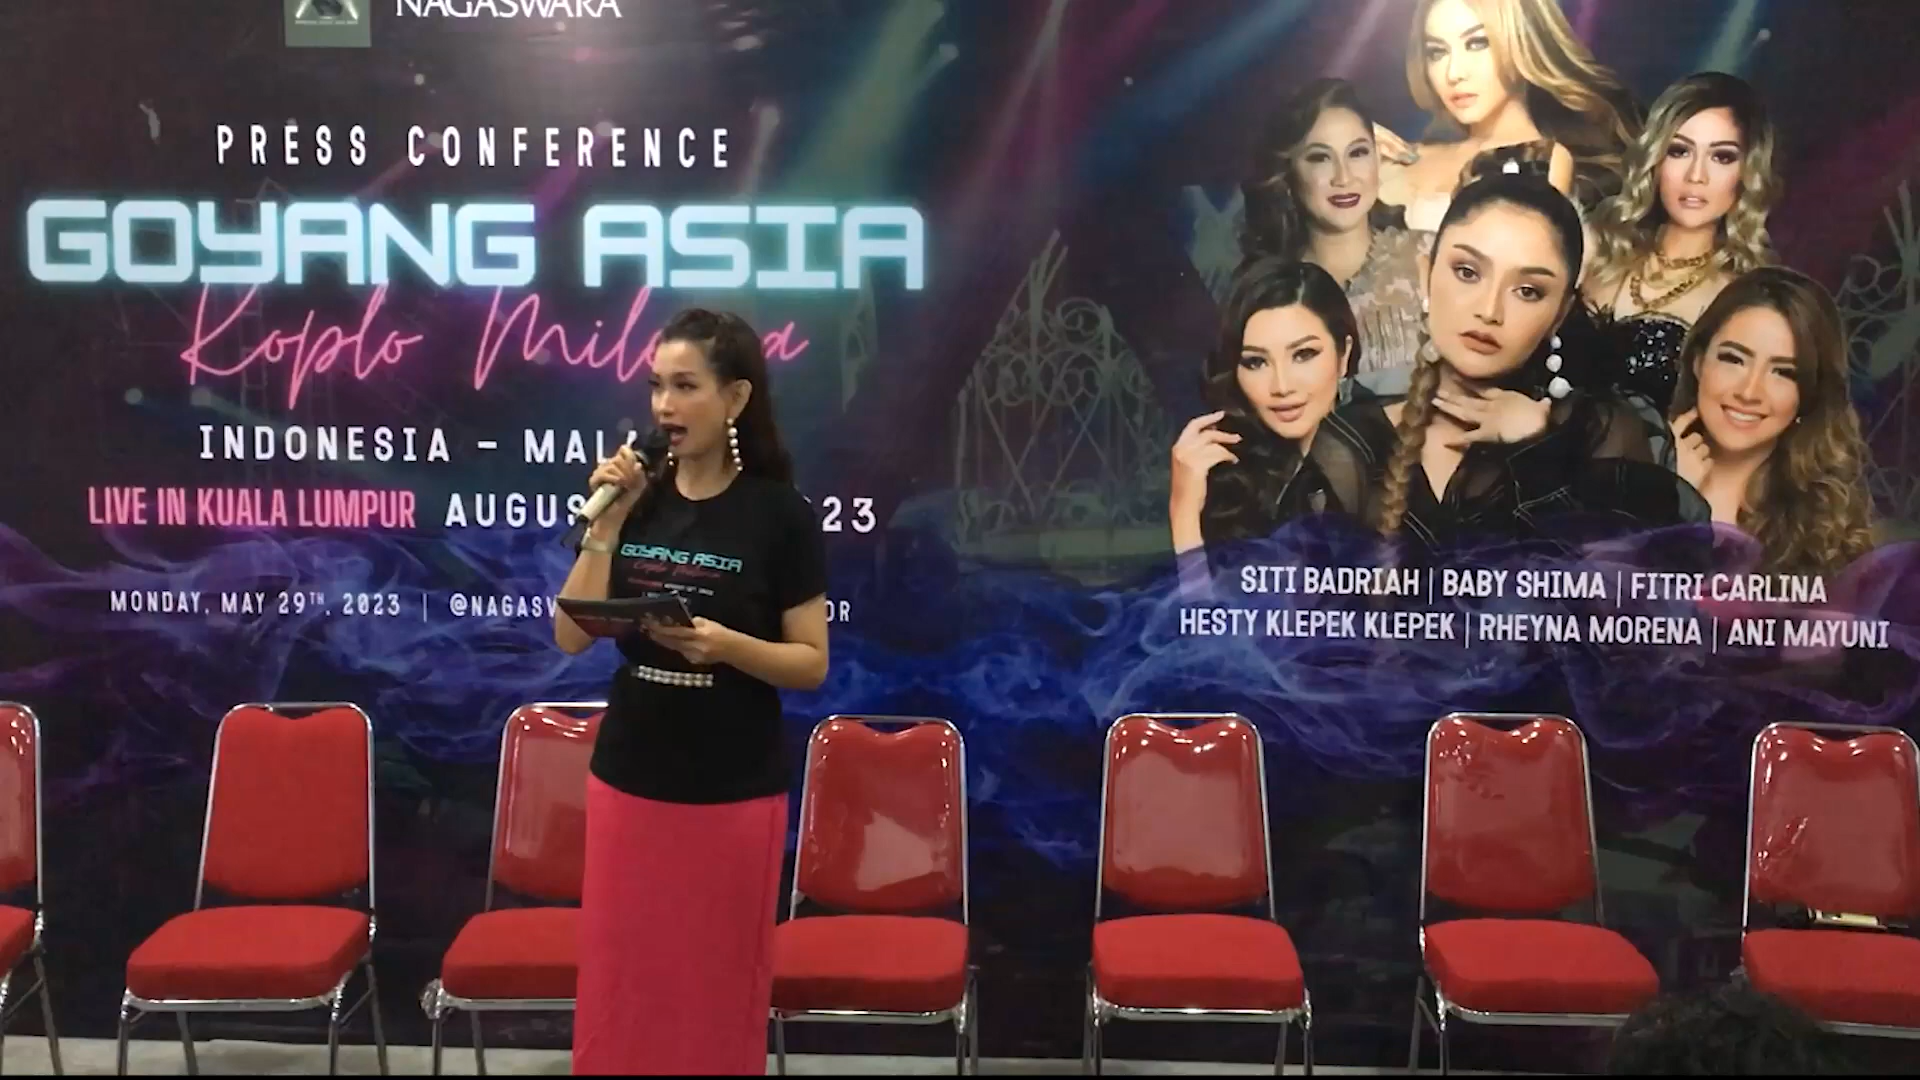 NAGASWARA
PRESS CONFERENCE
GOYANG ASIA
Koplo
INDONESIA -
LIVE IN KUALA LUMPUR
MONDAY, MAY 29TH, 2023 |
SITI BADRIAH | BABY SHIMA | FITRI CARLINA
HESTY KLEPEK KLEPEK | RHEYNA MORENA | ANI MAYUNI
GOYANG ASIA